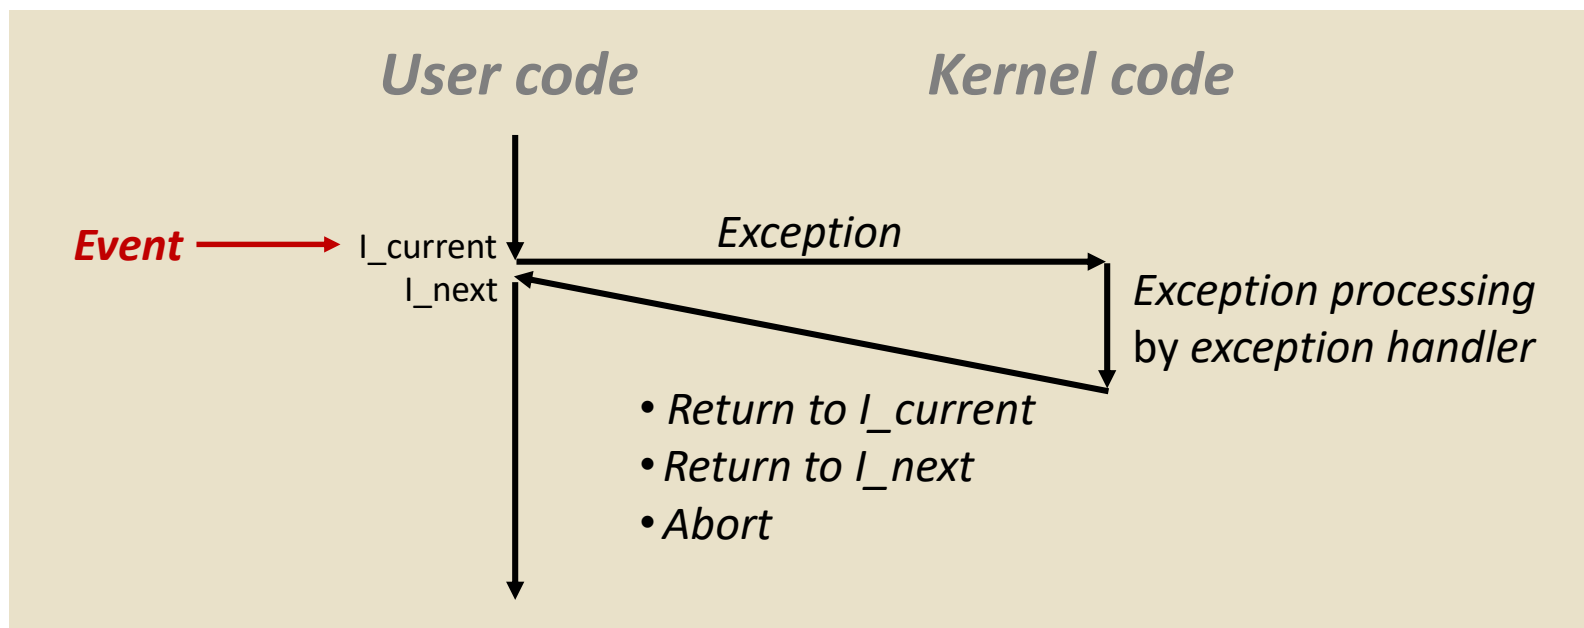 User code
Kernel code
Event
I_current
I_next
Exception
Exception processing
by exception handler
• Return to I_current
• Return to I_next
• Abort